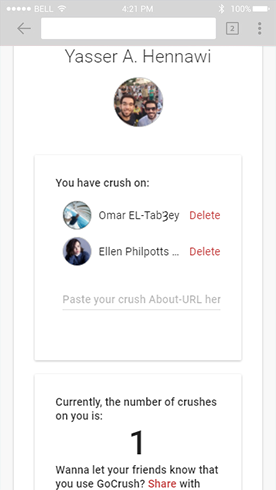 BELL 4:21 PM 100%
2
Yasser A. Hennawi
You have crush on:
Omar EL-Tab3ey Delete
Ellen Philpotts ... Delete
Paste your crush About-URL her
Currently, the number of crushes
on you is:
1
Wanna let your friends know that
you use GoCrush? Share with